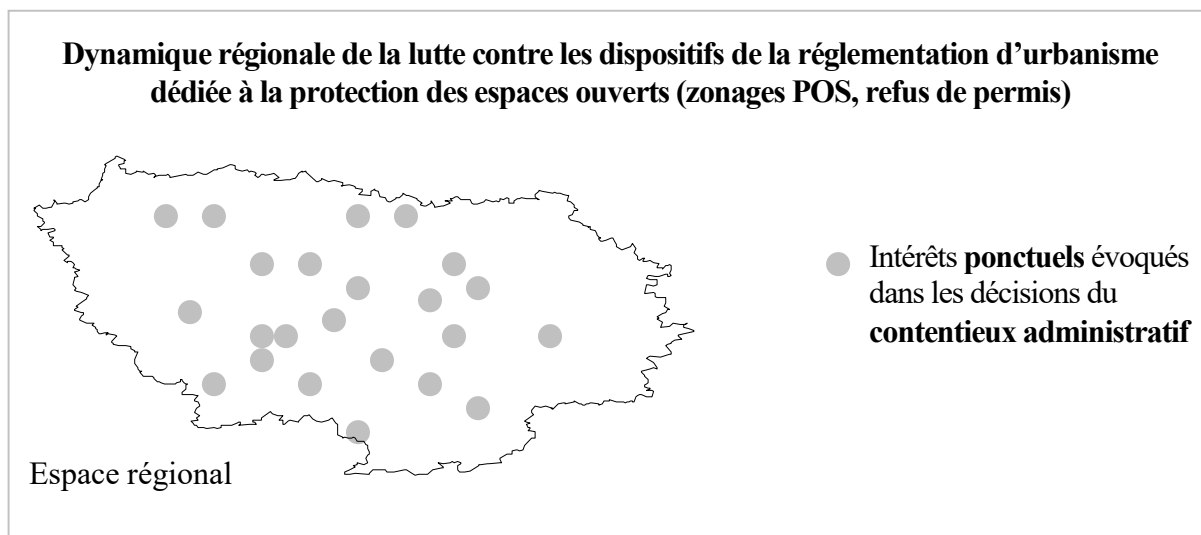 Dynamique régionale de la lutte contre les dispositifs de la réglementation d’urbanisme
dédiée à la protection des espaces ouverts (zonages POS, refus de permis)
Intérêts ponctuels évoqués
dans les décisions du
contentieux administratif
Espace régional